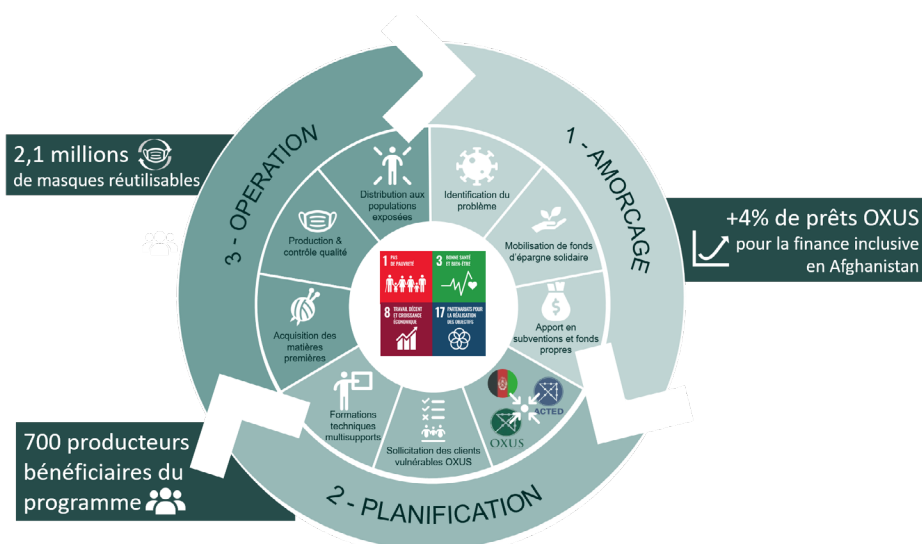 1 - AMORCAGE
Identification du
problème
Mobilisation de fonds
d'épargne solidaire
Apport en
subventions et fonds
propres
+4% de prêts OXUS
pour la finance inclusive
en Afghanistan
2 - PLANIFICATION
ACTED
OXUS
Sollicitation des clients
vulnérables OXUS
Formations
techniques
multisupports
700 producteurs
bénéficiaires du
programme
3 - OPERATION
Acquisition des
matières
premières
Production &
contrôle qualité
Distribution aux
populations
exposées
2,1 millions
de masques réutilisables
1 PAS
DE PAUVRETÉ
3 BONNE SANTÉ
ET BIEN-ÊTRE
8 TRAVAIL DÉCENT
ET CROISSANCE
ÉCONOMIQUE
17 PARTENARIATS POUR
LA RÉALISATION
DES OBJECTIFS